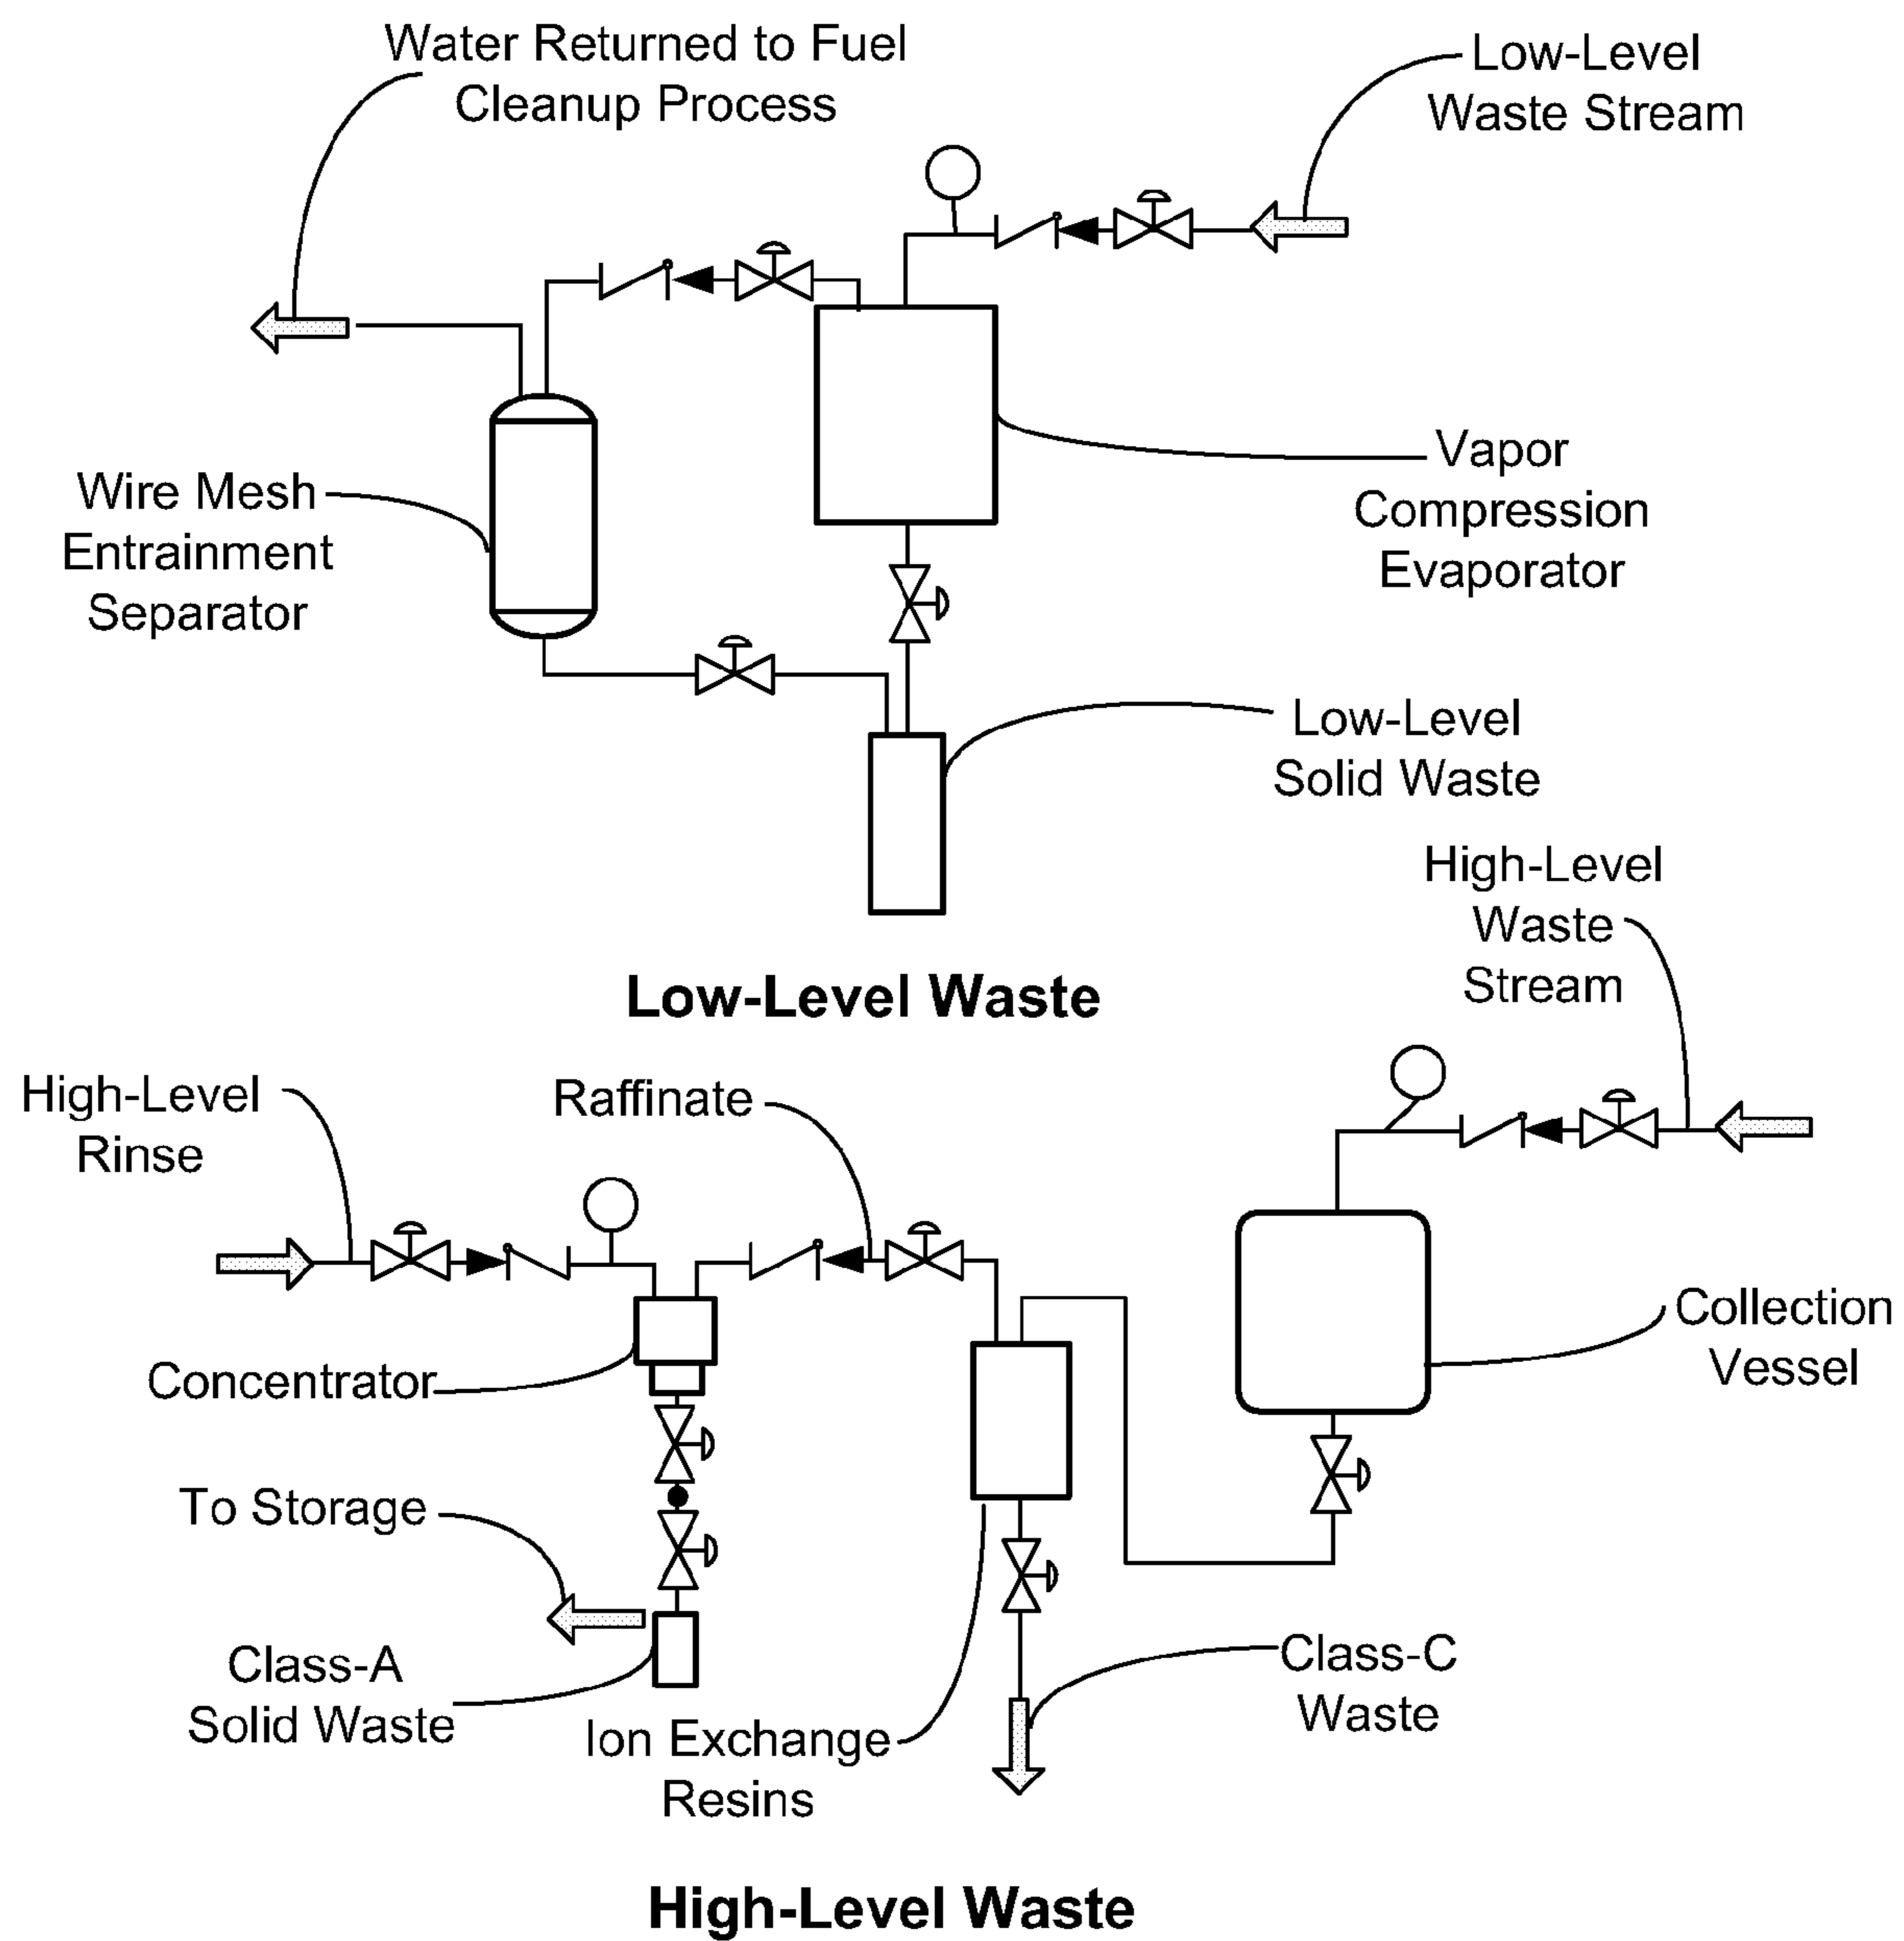 Water Returned to Fuel
Cleanup Process
Low-Level
Waste Stream
Wire Mesh
Entrainment
Separator
Vapor
Compression
Evaporator
Low-Level
Solid Waste
Low-Level Waste
High-Level
Waste
Stream
High-Level
Rinse
Raffinate
Collection
Vessel
Concentrator
To Storage
Class-A
Solid Waste
Ion Exchange
Resins
Class-C
Waste
High-Level Waste